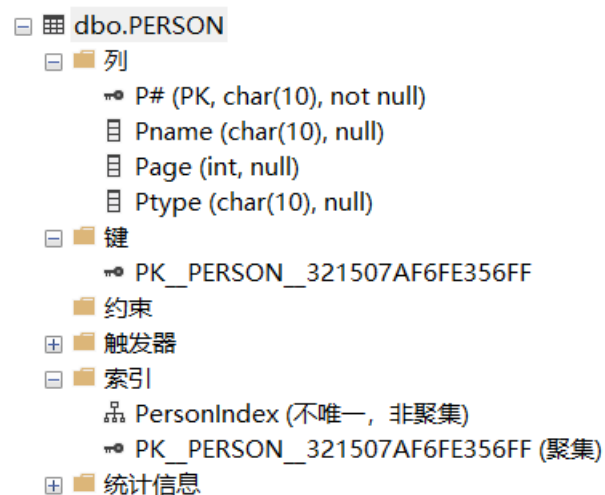 dbo.PERSON
列
P# (PK, char(10), not null)
Pname (char(10), null)
Page (int, null)
Ptype (char(10), null)
键
PK__PERSON__321507AF6FE356FF
约束
触发器
索引
PersonIndex (不唯一，非聚集)
PK__PERSON__321507AF6FE356FF (聚集)
统计信息